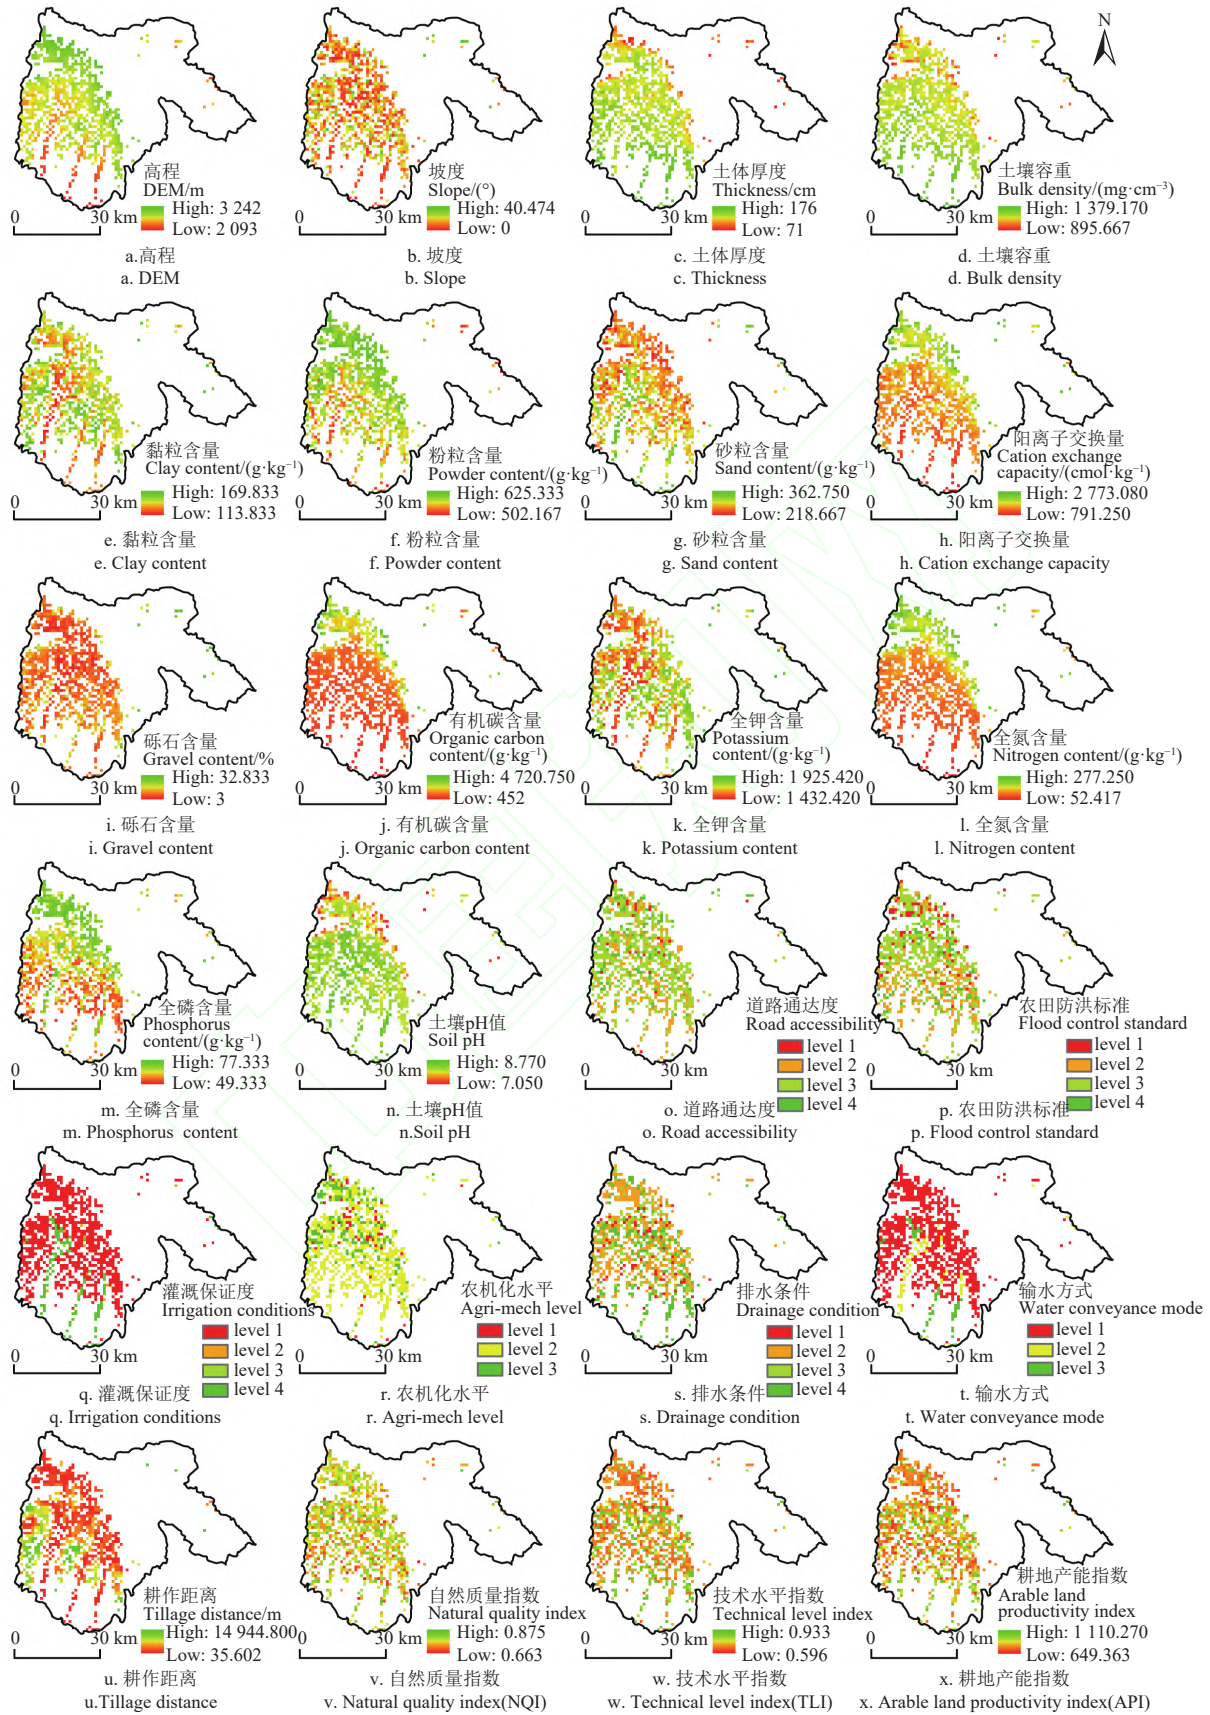 N
高程
DEM/m
High: 3 242
Low: 2 093
0 30 km
a.高程
a. DEM
坡度
Slope/(°)
High: 40.474
Low: 0
0 30 km
b. 坡度
b. Slope
土体厚度
Thickness/cm
High: 176
Low: 71
0 30 km
c. 土体厚度
c. Thickness
土壤容重
Bulk density/(mg·cm⁻³)
High: 1 379.170
Low: 895.667
0 30 km
d. 土壤容重
d. Bulk density
黏粒含量
Clay content/(g·kg⁻¹)
High: 169.833
Low: 113.833
0 30 km
e. 黏粒含量
e. Clay content
粉粒含量
Powder content/(g·kg⁻¹)
High: 625.333
Low: 502.167
0 30 km
f. 粉粒含量
f. Powder content
砂粒含量
Sand content/(g·kg⁻¹)
High: 362.750
Low: 218.667
0 30 km
g. 砂粒含量
g. Sand content
阳离子交换量
Cation exchange
capacity/(cmol·kg⁻¹)
High: 2 773.080
Low: 791.250
0 30 km
h. 阳离子交换量
h. Cation exchange capacity
砾石含量
Gravel content/%
High: 32.833
Low: 3
0 30 km
i. 砾石含量
i. Gravel content
有机碳含量
Organic carbon
content/(g·kg⁻¹)
High: 4 720.750
Low: 452
0 30 km
j. 有机碳含量
j. Organic carbon content
全钾含量
Potassium
content/(g·kg⁻¹)
High: 1 925.420
Low: 1 432.420
0 30 km
k. 全钾含量
k. Potassium content
全氮含量
Nitrogen content/(g·kg⁻¹)
High: 277.250
Low: 52.417
0 30 km
l. 全氮含量
l. Nitrogen content
全磷含量
Phosphorus
content/(g·kg⁻¹)
High: 77.333
Low: 49.333
0 30 km
m. 全磷含量
m. Phosphorus content
土壤pH值
Soil pH
High: 8.770
Low: 7.050
0 30 km
n. 土壤pH值
n.Soil pH
道路通达度
Road accessibility
level 1
level 2
level 3
level 4
0 30 km
o. 道路通达度
o. Road accessibility
农田防洪标准
Flood control standard
level 1
level 2
level 3
level 4
0 30 km
p. 农田防洪标准
p. Flood control standard
灌溉保证度
Irrigation conditions
level 1
level 2
level 3
level 4
0 30 km
q. 灌溉保证度
q. Irrigation conditions
农机化水平
Agri-mech level
level 1
level 2
level 3
0 30 km
r. 农机化水平
r. Agri-mech level
排水条件
Drainage condition
level 1
level 2
level 3
level 4
0 30 km
s. 排水条件
s. Drainage condition
输水方式
Water conveyance mode
level 1
level 2
level 3
0 30 km
t. 输水方式
t. Water conveyance mode
耕作距离
Tillage distance/m
High: 14 944.800
Low: 35.602
0 30 km
u. 耕作距离
u.Tillage distance
自然质量指数
Natural quality index
High: 0.875
Low: 0.663
0 30 km
v. 自然质量指数
v. Natural quality index(NQI)
技术水平指数
Technical level index
High: 0.933
Low: 0.596
0 30 km
w. 技术水平指数
w. Technical level index(TLI)
耕地产能指数
Arable land
productivity index
High: 1 110.270
Low: 649.363
0 30 km
x. 耕地产能指数
x. Arable land productivity index(API)